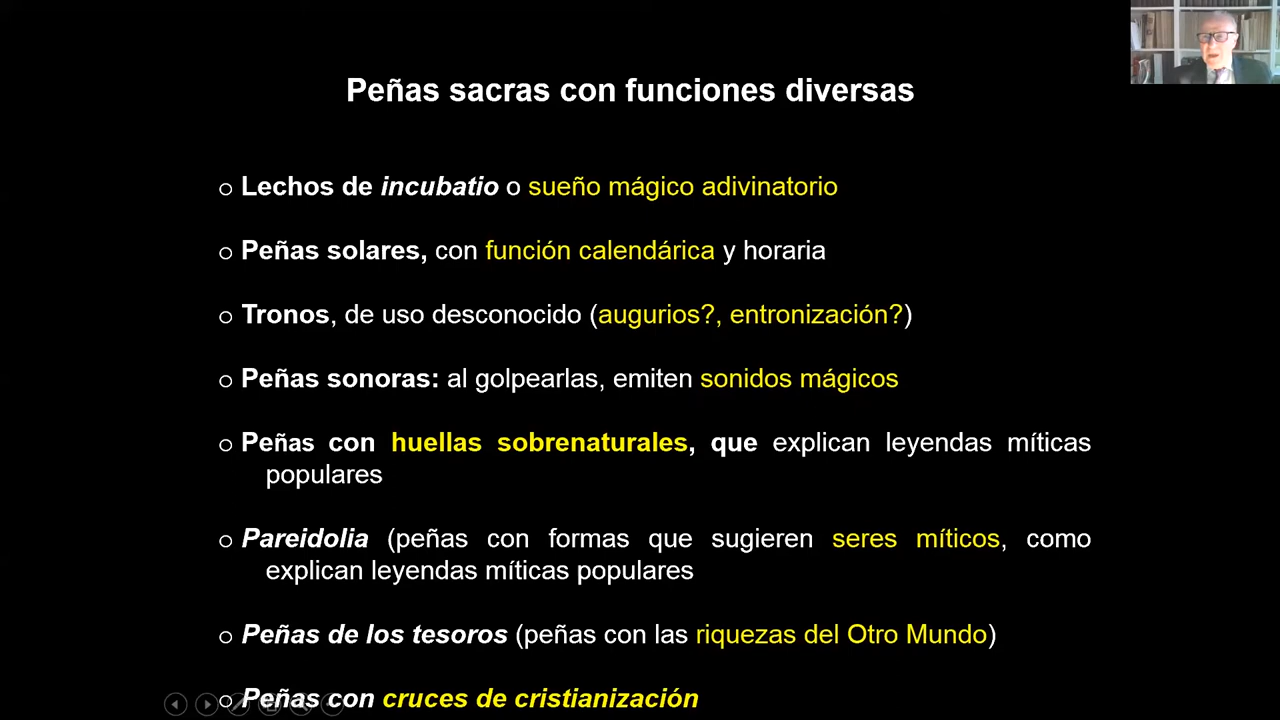 Peñas sacras con funciones diversas
o Lechos de incubatio o sueño mágico adivinatorio
o Peñas solares, con función calendárica y horaria
o Tronos, de uso desconocido (augurios?, entronización?)
o Peñas sonoras: al golpearlas, emiten sonidos mágicos
o Peñas con huellas sobrenaturales, que explican leyendas míticas
populares
o Pareidolia (peñas con formas que sugieren seres míticos, como
explican leyendas míticas populares
o Peñas de los tesoros (peñas con las riquezas del Otro Mundo)
o Peñas con cruces de cristianización